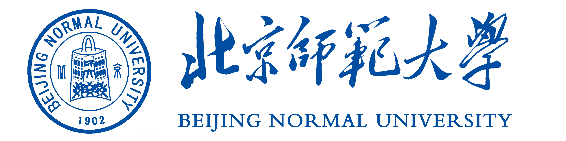 BEIJING NORMAL UNIVERSITY
1902
北京師範大學
BEIJING NORMAL UNIVERSITY